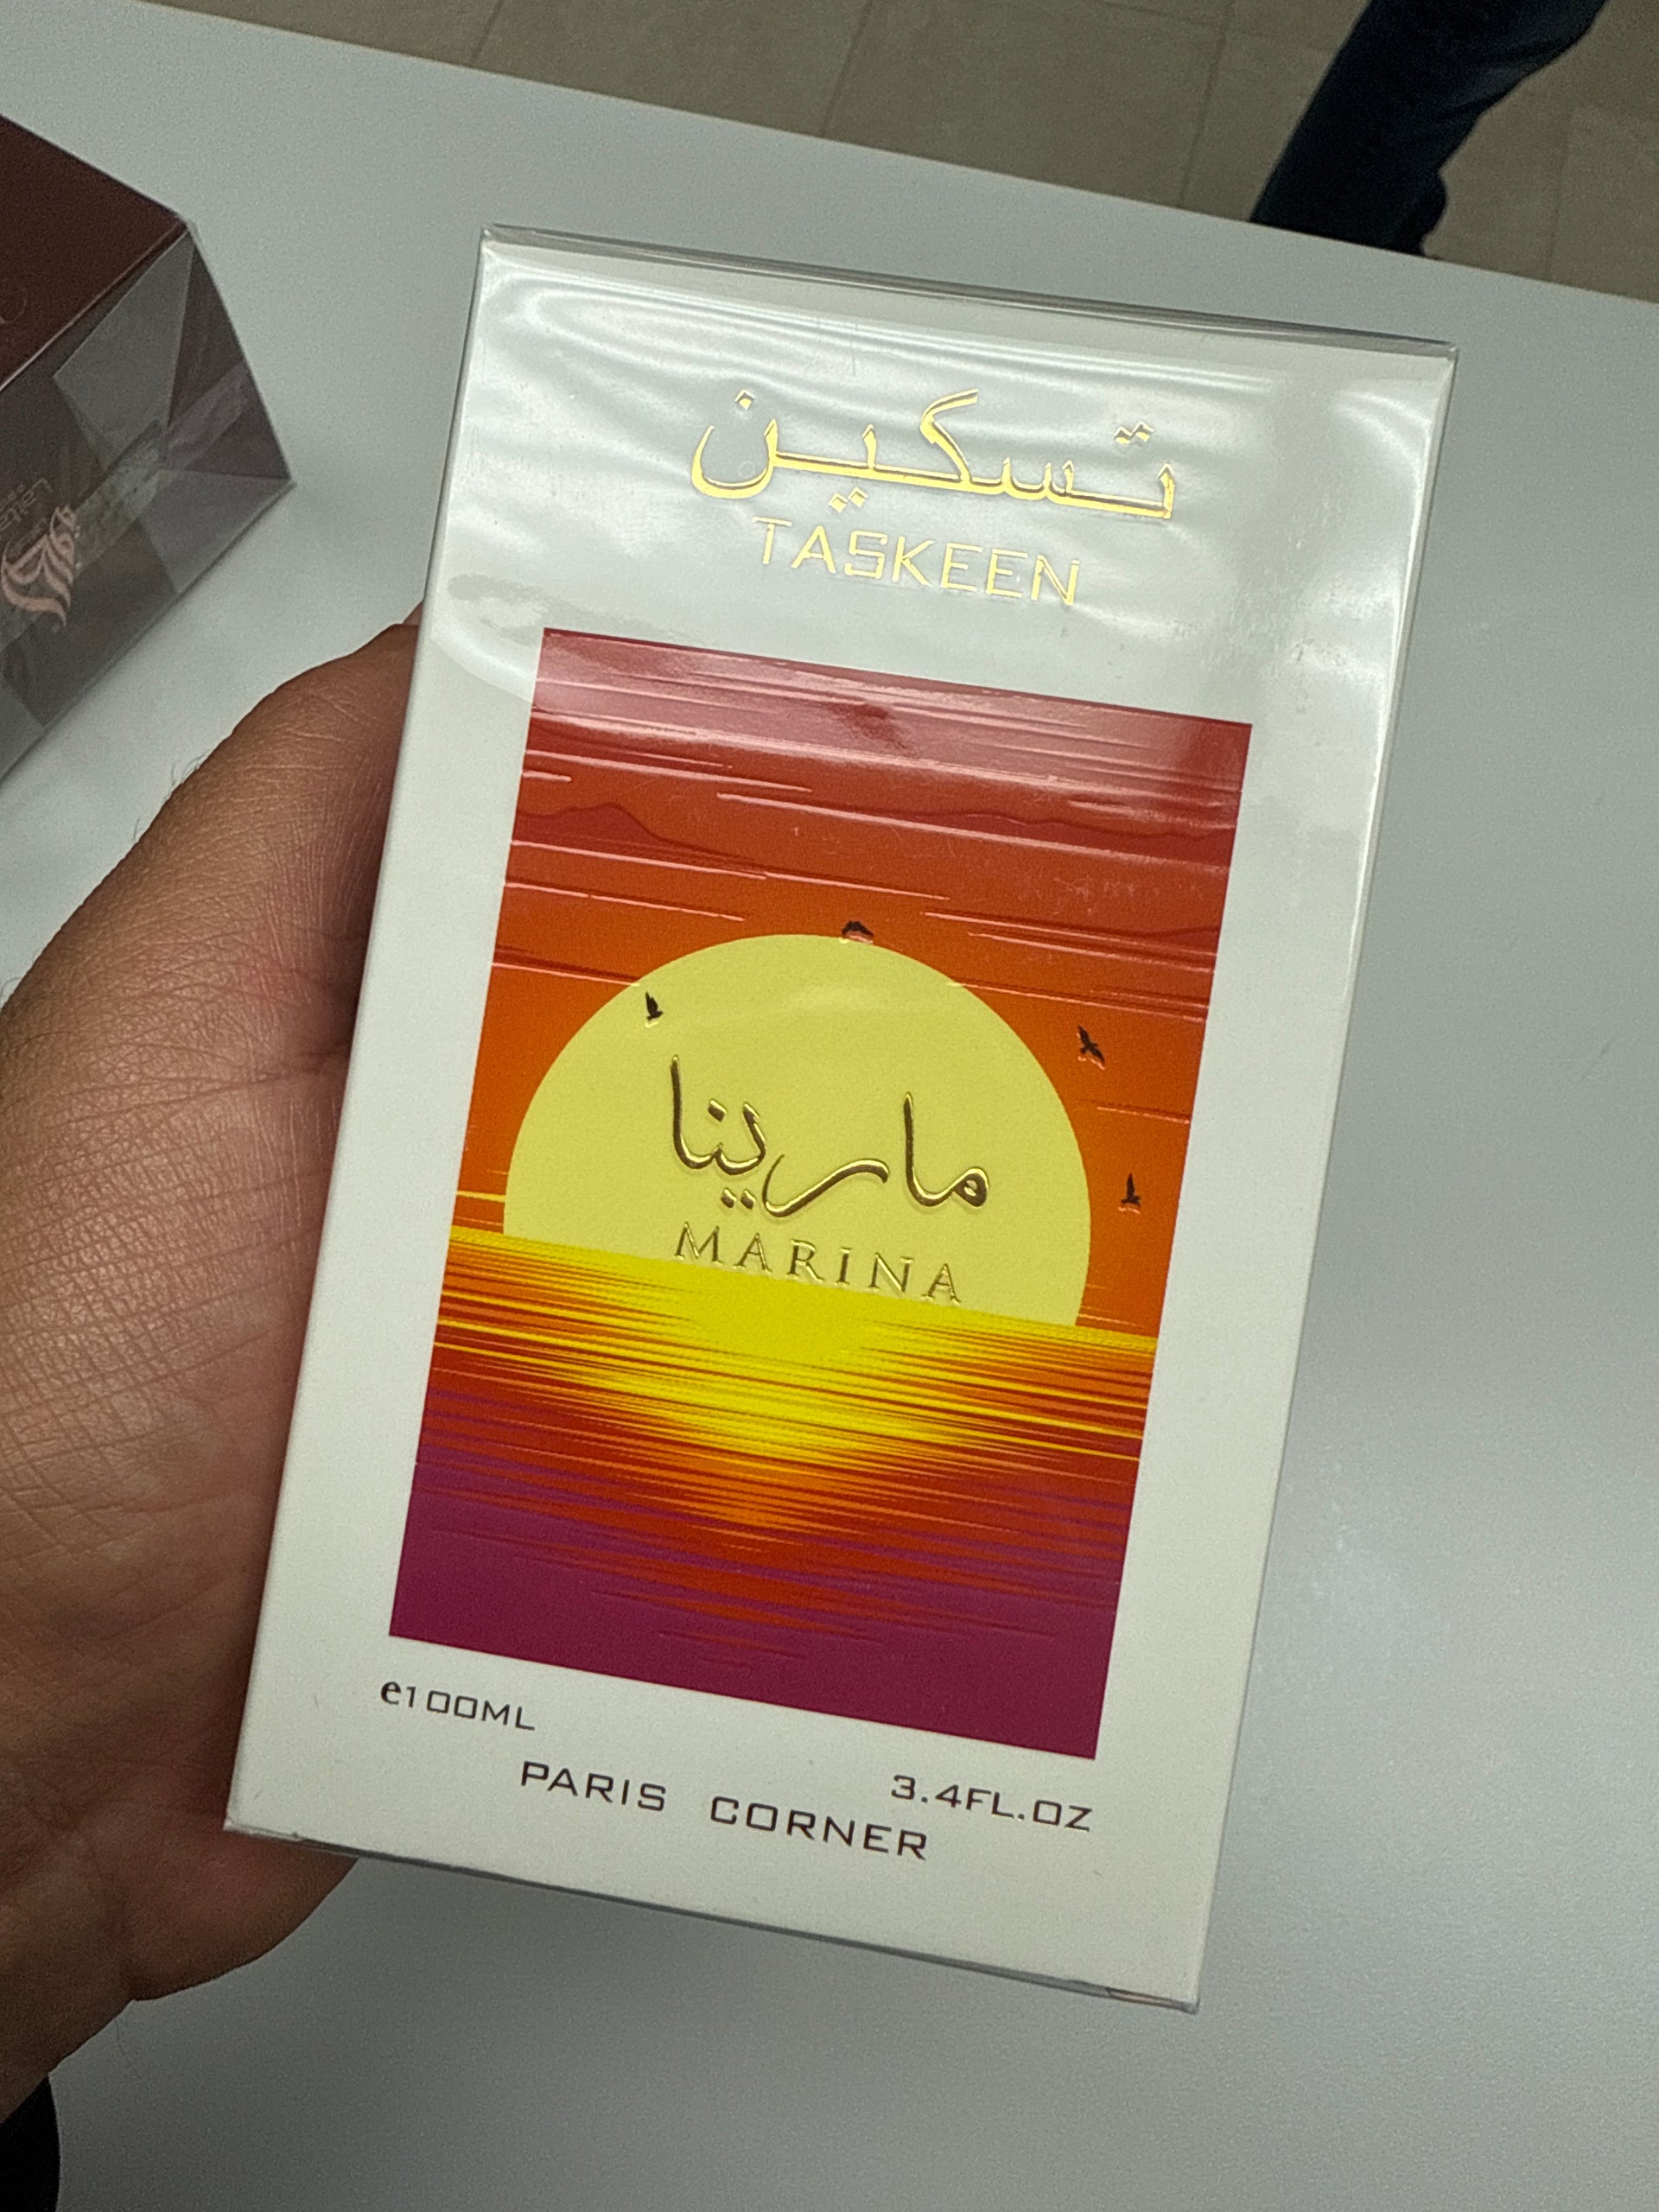 تسكين
TASKEEN
مارينا
MARINA
e100ML
3.4FL.OZ
PARIS CORNER